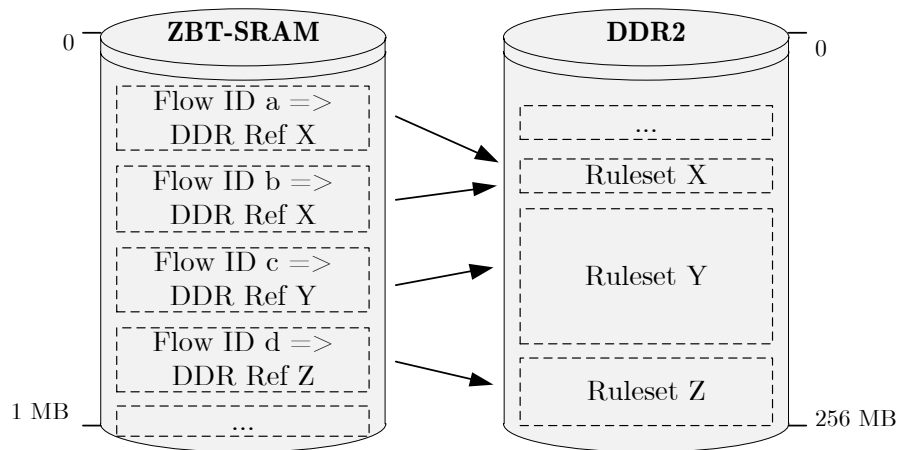 ZBT-SRAM
0
Flow ID a =>
DDR Ref X
Flow ID b =>
DDR Ref X
Flow ID c =>
DDR Ref Y
Flow ID d =>
DDR Ref Z
1 MB
...
DDR2
0
...
Ruleset X
Ruleset Y
Ruleset Z
256 MB